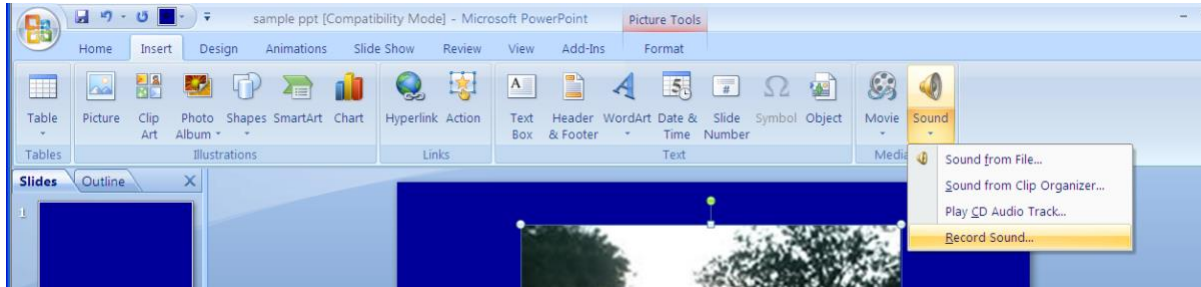 sample ppt [Compatibility Mode] - Microsoft PowerPoint
Picture Tools
Home Insert Design Animations Slide Show Review View Add-Ins Format
Table Picture Clip Art Photo Album Shapes SmartArt Chart Hyperlink Action Text Box Header & Footer WordArt Date & Time Slide Number Symbol Object Movie Sound
Tables Illustrations Links Text Media
Slides Outline
1
Sound from File...
Sound from Clip Organizer...
Play CD Audio Track...
Record Sound...